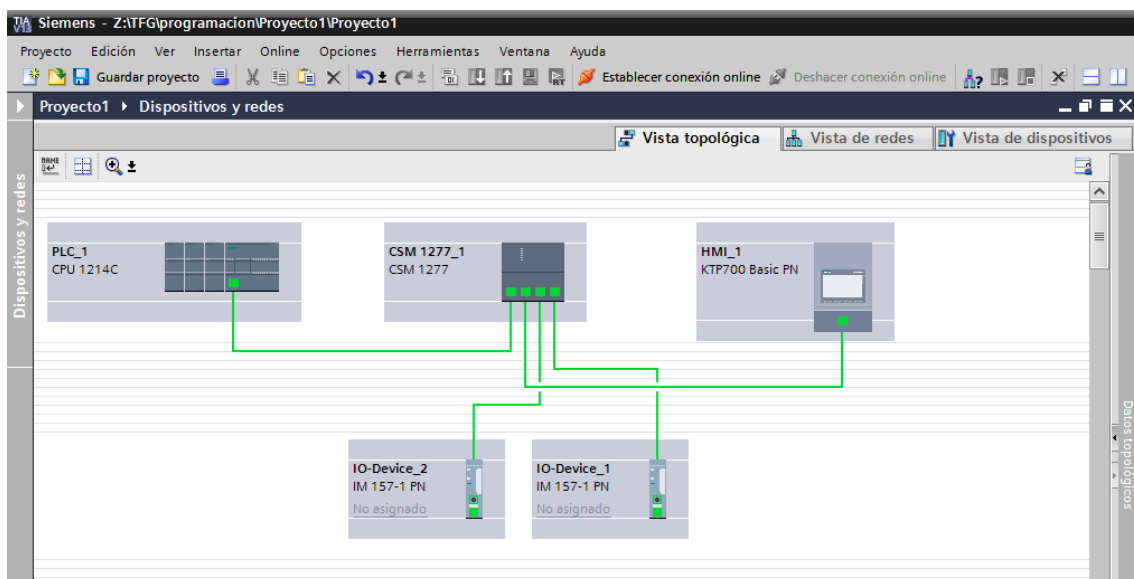 TIA V13 Siemens - Z:\TFG\programacion\Proyecto1\Proyecto1
Proyecto Edición Ver Insertar Online Opciones Herramientas Ventana Ayuda
Guardar proyecto Establecer conexión online Deshacer conexión online
Proyecto1 Dispositivos y redes
Vista topológica Vista de redes Vista de dispositivos
NAME
Dispositivos y redes
PLC_1
CPU 1214C
CSM 1277_1
CSM 1277
HMI_1
KTP700 Basic PN
IO-Device_2
IM 157-1 PN
No asignado
IO-Device_1
IM 157-1 PN
No asignado
Datos topológicos